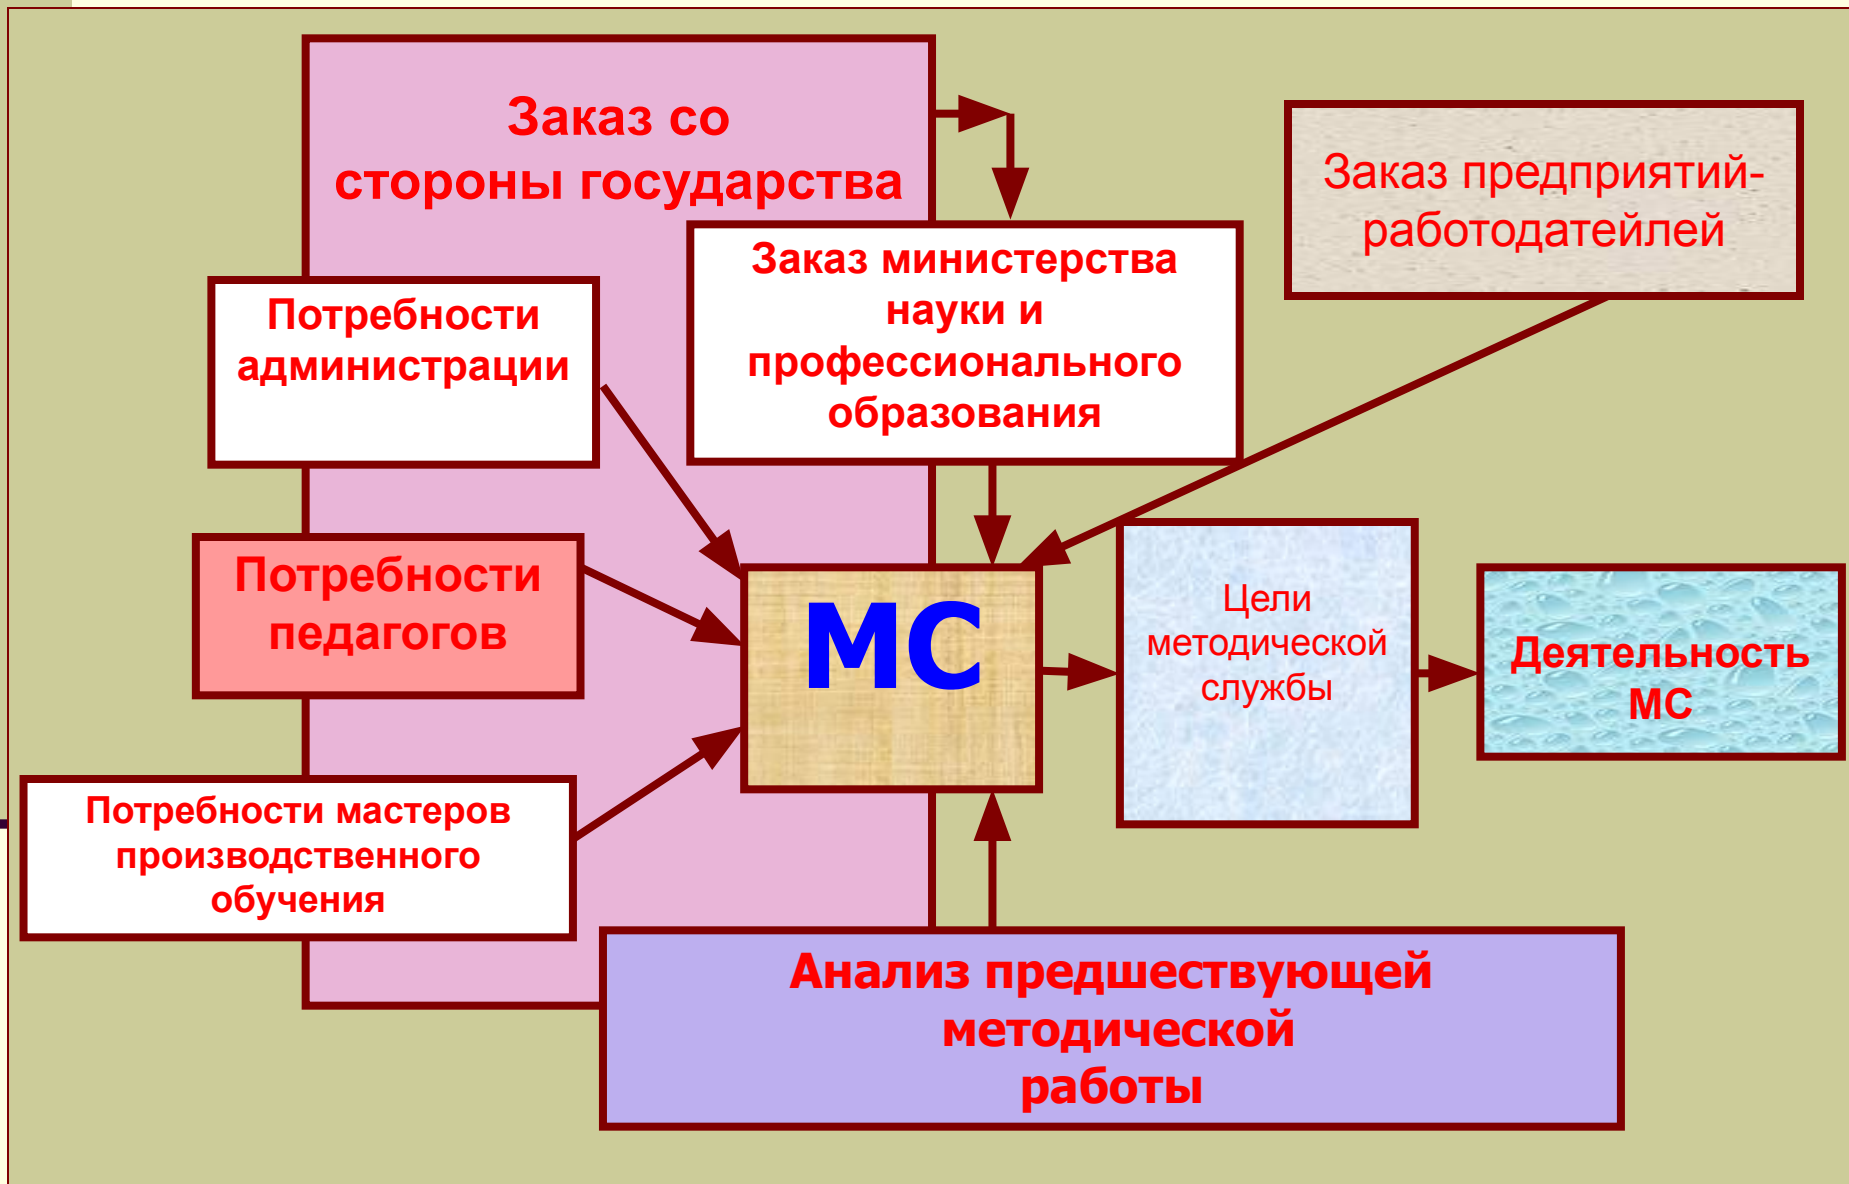 Заказ со
стороны государства
Заказ предприятий-
работодатейлей
Заказ министерства
науки и
профессионального
образования
Потребности
администрации
Потребности
педагогов
МС
Цели
методической
службы
Деятельность
МС
Потребности мастеров
производственного
обучения
Анализ предшествующей
методической
работы